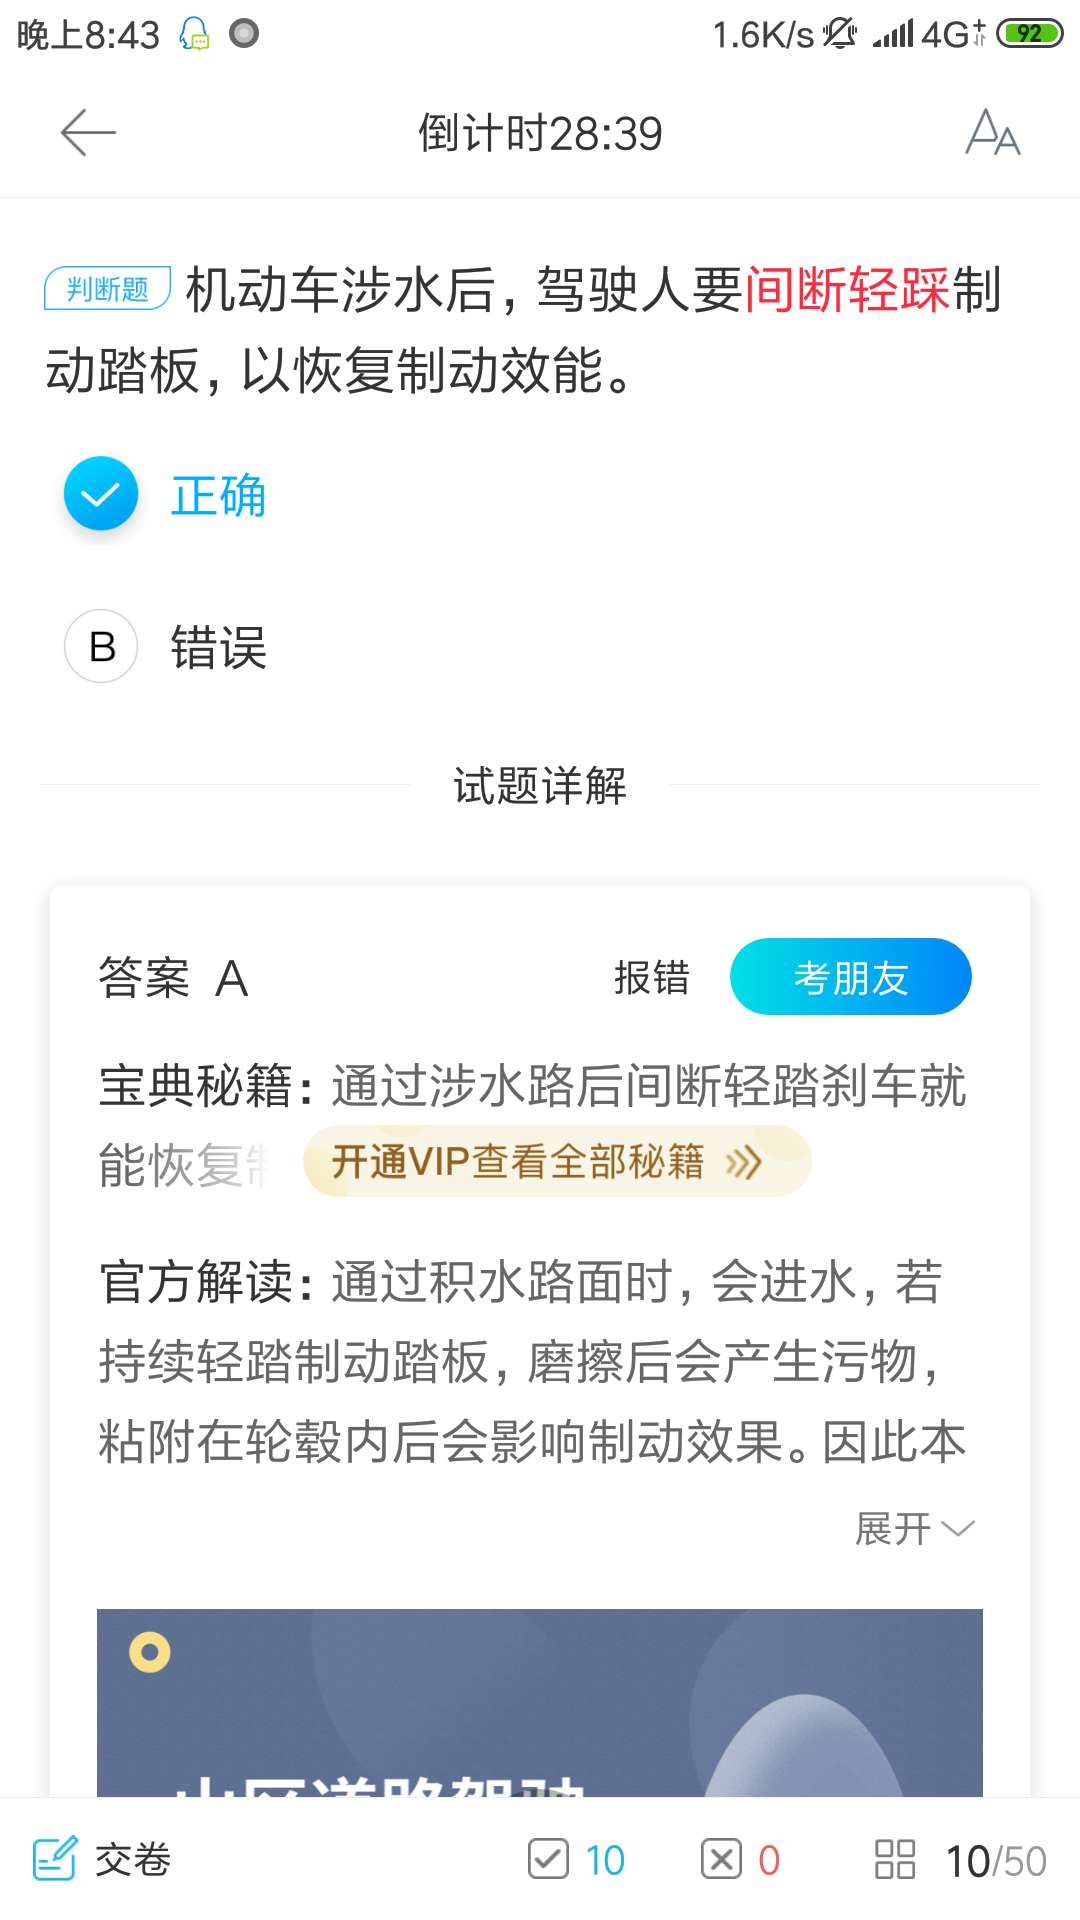 晚上8:43 1.6K/s 4G+ 92
倒计时28:39
判断题 机动车涉水后，驾驶人要间断轻踩制
动踏板，以恢复制动效能。
正确
B 错误
试题详解
答案 A 报错 考朋友
宝典秘籍：通过涉水路后间断轻踏刹车就
能恢复制 开通VIP查看全部秘籍
官方解读：通过积水路面时，会进水，若
持续轻踏制动踏板，磨擦后会产生污物，
粘附在轮毂内后会影响制动效果。因此本
展开
山区道路驾驶
交卷 10 0 10/50